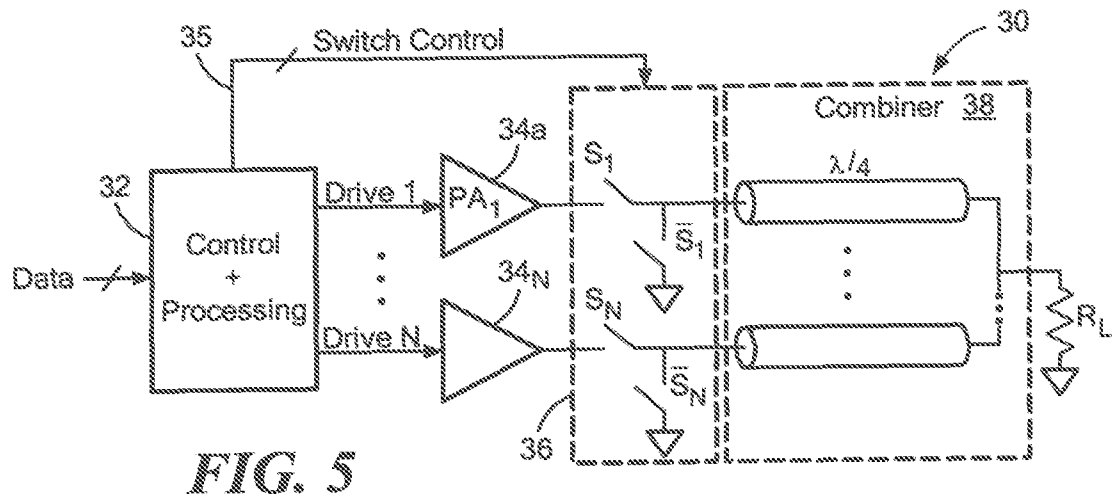 35
Switch Control
30
Combiner 38
34a
S₁
λ/4
32
Drive 1
PA₁
S̅₁
Control
+
Processing
Data
34N
SN
Drive N
S̅N
RL
36
FIG. 5